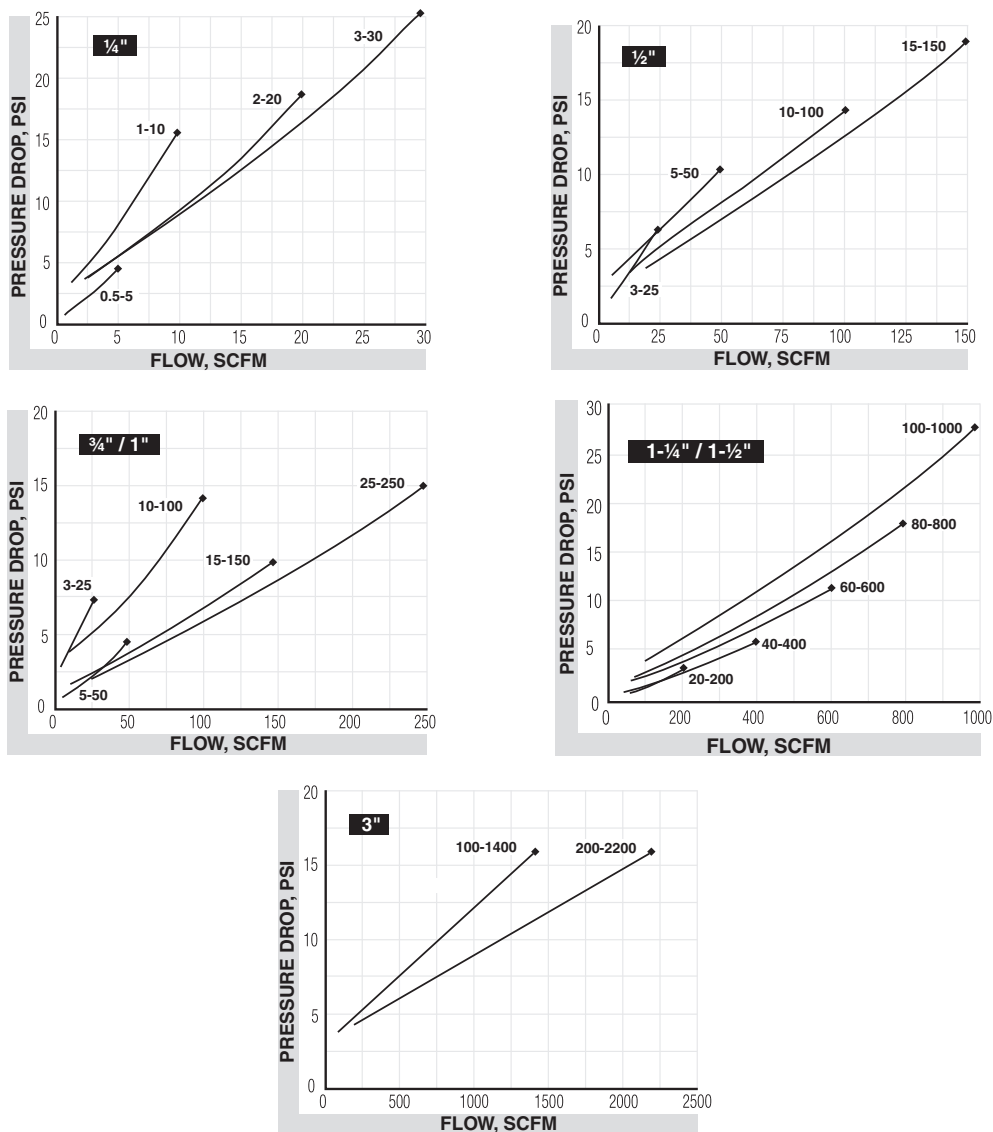 ¼"
PRESSURE DROP, PSI
25
20
15
10
5
0
3-30
2-20
1-10
0.5-5
0 5 10 15 20 25 30
FLOW, SCFM
½"
PRESSURE DROP, PSI
20
15
10
5
0
15-150
10-100
5-50
3-25
0 25 50 75 100 125 150
FLOW, SCFM
¾" / 1"
PRESSURE DROP, PSI
20
15
10
5
0
25-250
10-100
15-150
3-25
5-50
0 50 100 150 200 250
FLOW, SCFM
1-¼" / 1-½"
PRESSURE DROP, PSI
30
25
20
15
10
5
0
100-1000
80-800
60-600
40-400
20-200
0 200 400 600 800 1000
FLOW, SCFM
3"
PRESSURE DROP, PSI
20
15
10
5
0
100-1400 200-2200
0 500 1000 1500 2000 2500
FLOW, SCFM